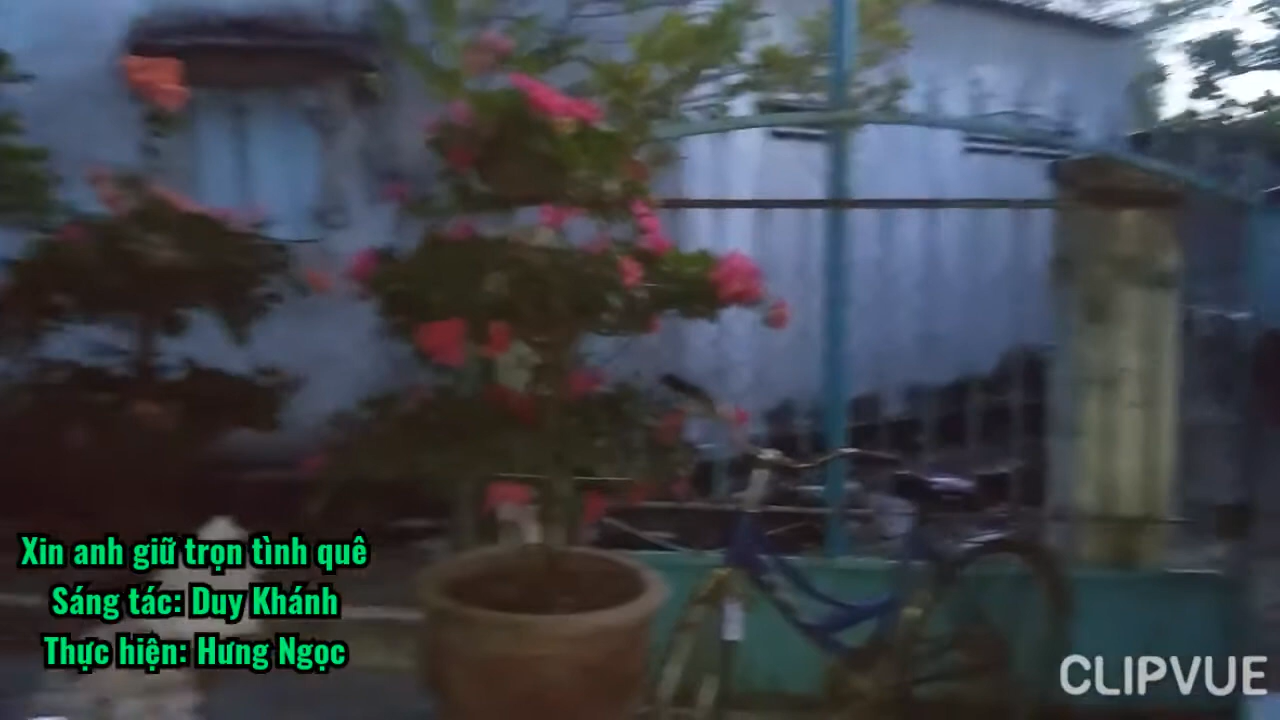 Xin anh giữ trọn tình quê
Sáng tác: Duy Khánh
Thực hiện: Hưng Ngọc
CLIPVUE